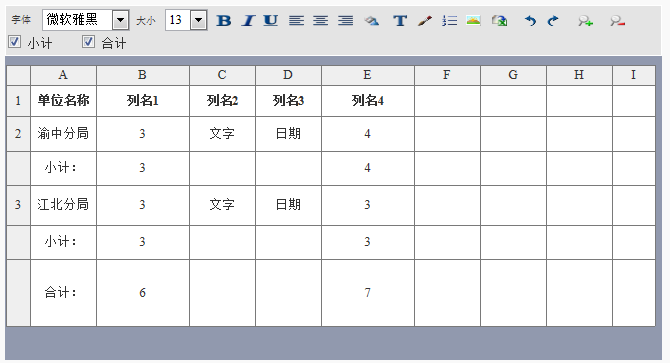 字体 微软雅黑 大小 13 B I U T
小计 合计
A B C D E F G H I
1 单位名称 列名1 列名2 列名3 列名4
2 渝中分局 3 文字 日期 4
小计： 3 4
3 江北分局 3 文字 日期 3
小计： 3 3
合计： 6 7